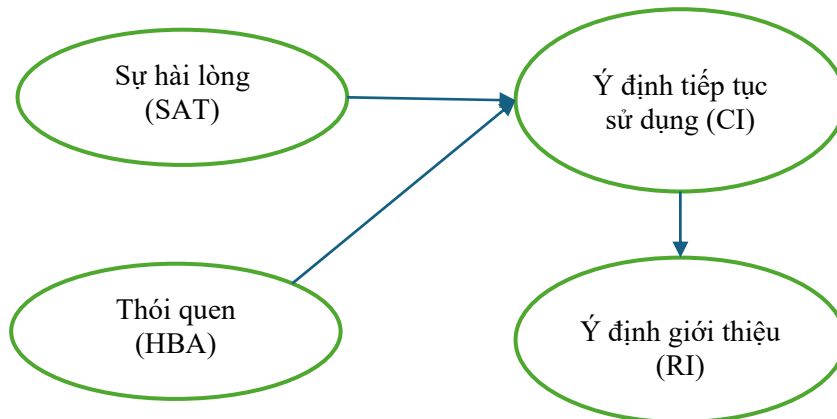 Sự hài lòng
(SAT)
Ý định tiếp tục
sử dụng (CI)
Thói quen
(HBA)
Ý định giới thiệu
(RI)